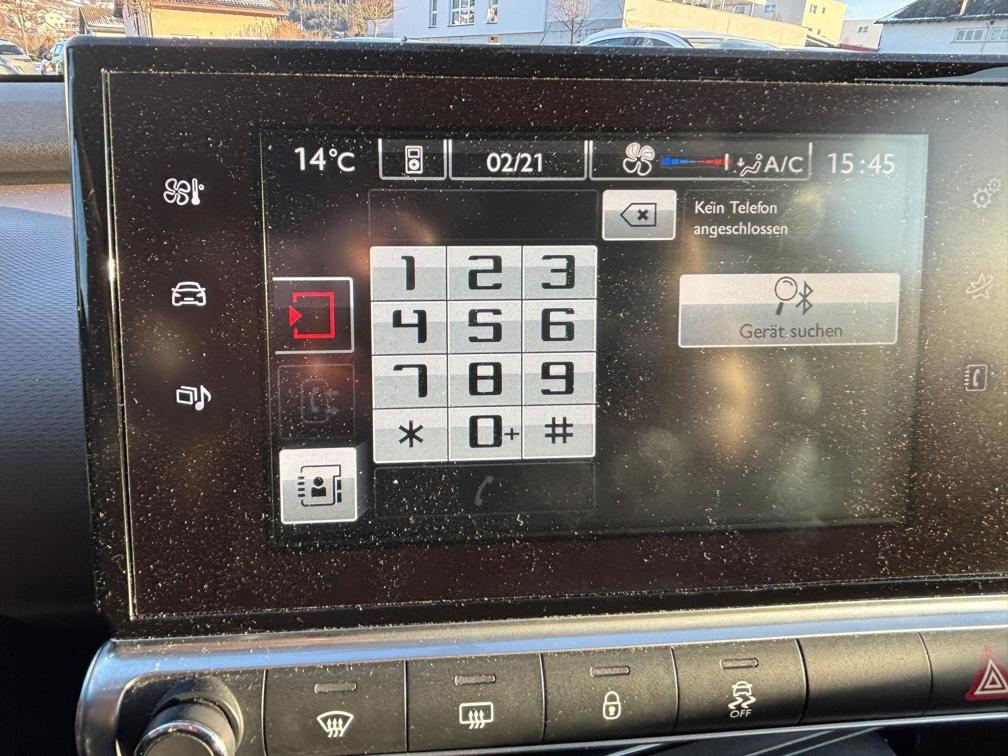 14°C
02/21
A/C
15:45
Kein Telefon
angeschlossen
1 2 3
4 5 6
7 8 9
* 0+ #
Gerät suchen
OFF